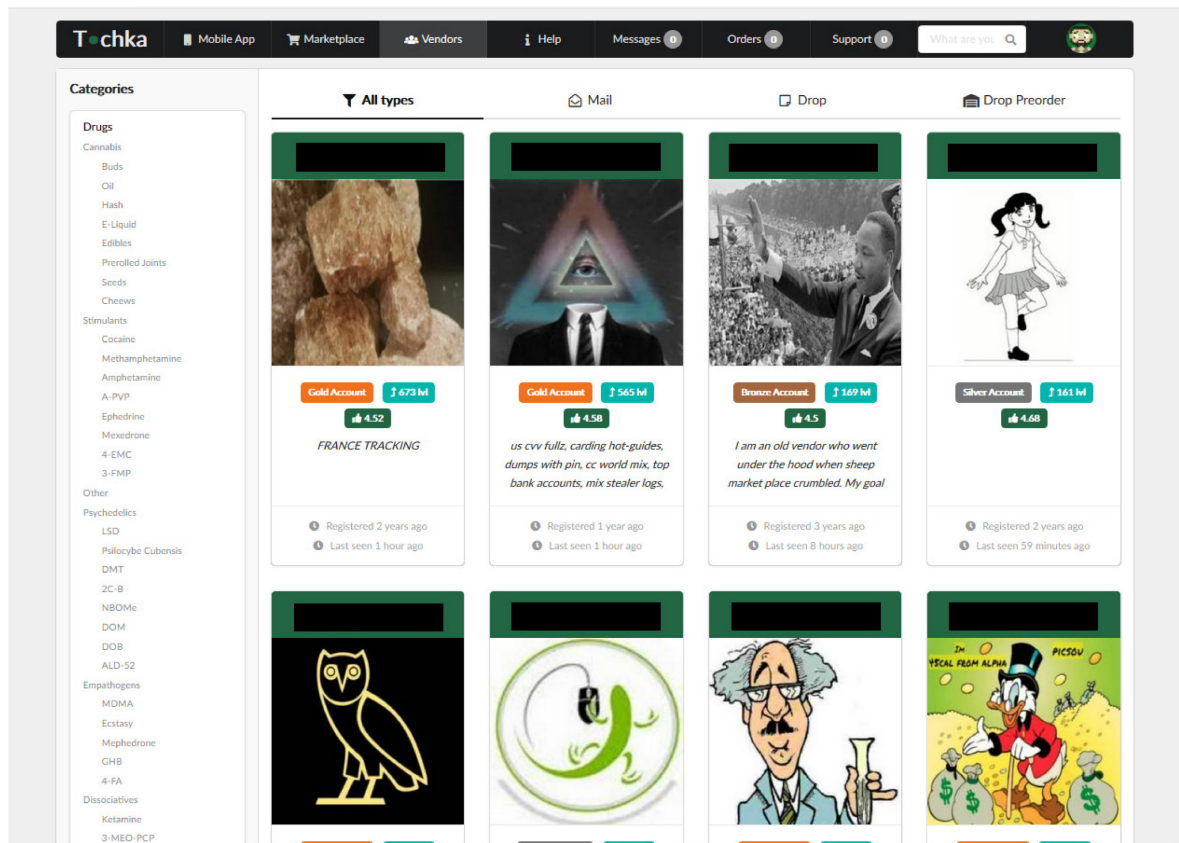 Tochka
Mobile App
Marketplace
Vendors
Help
Messages 0
Orders 0
Support 0
What are you
Categories
Drugs
Cannabis
Buds
Oil
Hash
E-Liquid
Edibles
Prerolled Joints
Seeds
Cheews
Stimulants
Cocaine
Methamphetamine
Amphetamine
A-PVP
Ephedrine
Mexedrone
4-EMC
3-FMP
Other
Psychedelics
LSD
Psilocybe Cubensis
DMT
2C-B
NBOMe
DOM
DOB
ALD-52
Empathogens
MDMA
Ecstasy
Mephedrone
GHB
4-FA
Dissociatives
Ketamine
3-MEO-PCP
All types
Mail
Drop
Drop Preorder
Gold Account
673 lvl
4.52
FRANCE TRACKING
Registered 2 years ago
Last seen 1 hour ago
Gold Account
565 lvl
4.58
us cvv fullz, carding hot-guides,
dumps with pin, cc world mix, top
bank accounts, mix stealer logs,
Registered 1 year ago
Last seen 1 hour ago
Bronze Account
169 lvl
4.5
I am an old vendor who went
under the hood when sheep
market place crumbled. My goal
Registered 3 years ago
Last seen 8 hours ago
Silver Account
161 lvl
4.68
Registered 2 years ago
Last seen 59 minutes ago
IM
FROM ALPHA
PICSOU